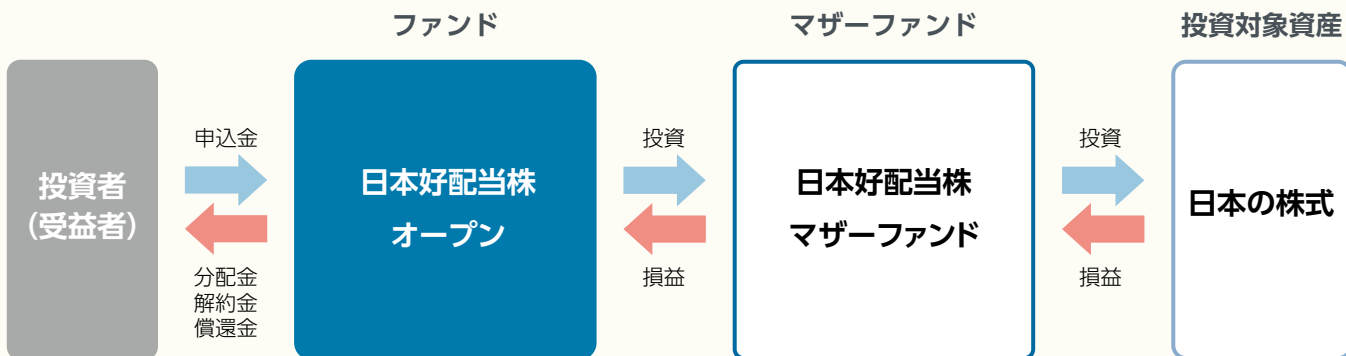 ファンド
マザーファンド
投資対象資産
投資者
(受益者)
申込金
分配金
解約金
償還金
日本好配当株
オープン
投資
損益
日本好配当株
マザーファンド
投資
損益
日本の株式